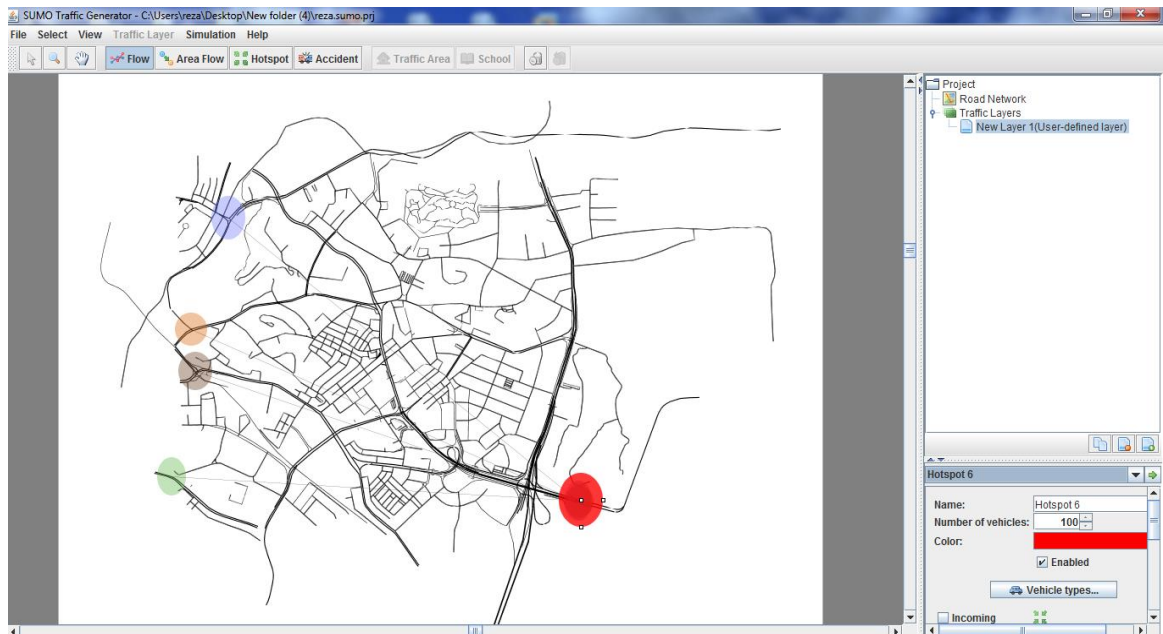 SUMO Traffic Generator - C:\Users\reza\Desktop\New folder (4)\reza.sumo.prj
File Select View Traffic Layer Simulation Help
Flow Area Flow Hotspot Accident Traffic Area School
Project
Road Network
Traffic Layers
New Layer 1(User-defined layer)
Hotspot 6
Name: Hotspot 6
Number of vehicles: 100
Color:
Enabled
Vehicle types...
Incoming